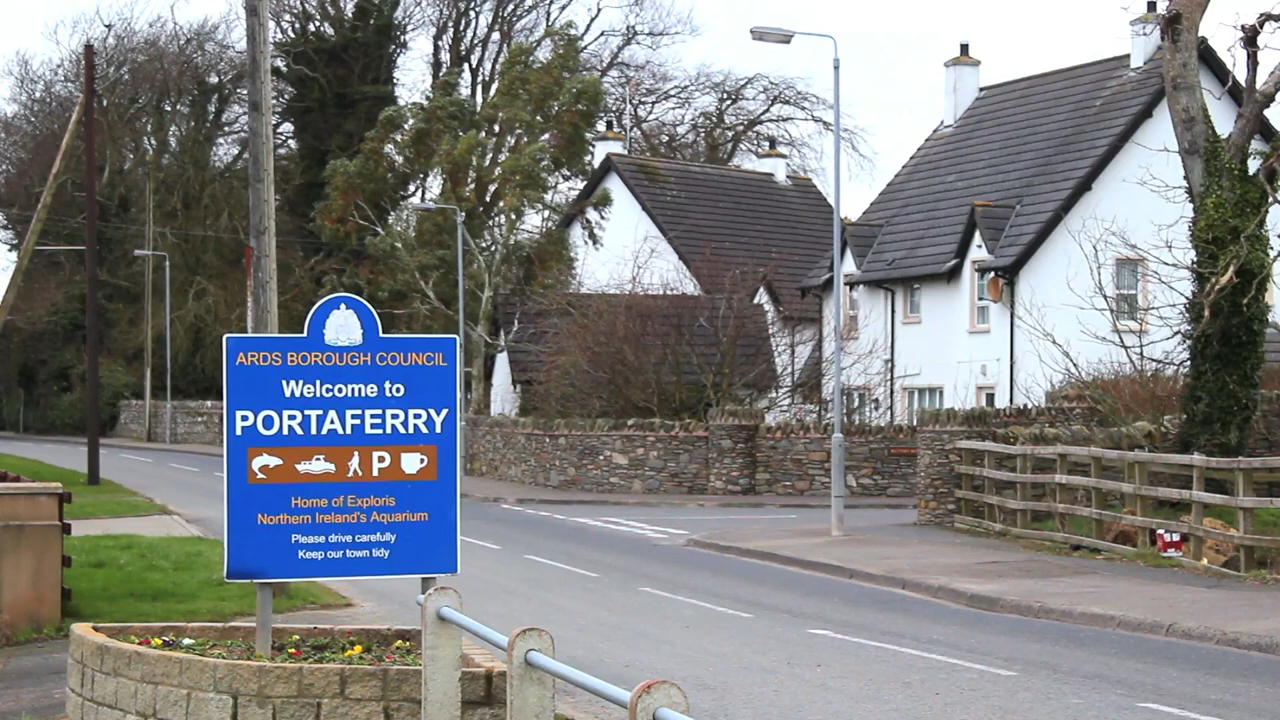 ARDS BOROUGH COUNCIL
Welcome to
PORTAFERRY
P
Home of Exploris
Northern Ireland's Aquarium
Please drive carefully
Keep our town tidy